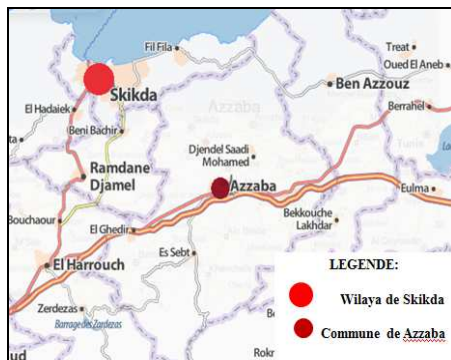 Fil Fila
Treat
Oued El Aneb
Skikda
Ben Azzouz
El Hadaiek
Azzaba
Berrahel
Beni Bachir
Djendel Saadi
Mohamed
Ramdane
Djamel
Azzaba
Eulma
Bouchaour
El Ghedir
Bekkouche
Lakhdar
Es Sebt
El Harrouch
LEGENDE:
Wilaya de Skikda
Zerdezas
Barrage des Zerdezas
Commune de Azzaba